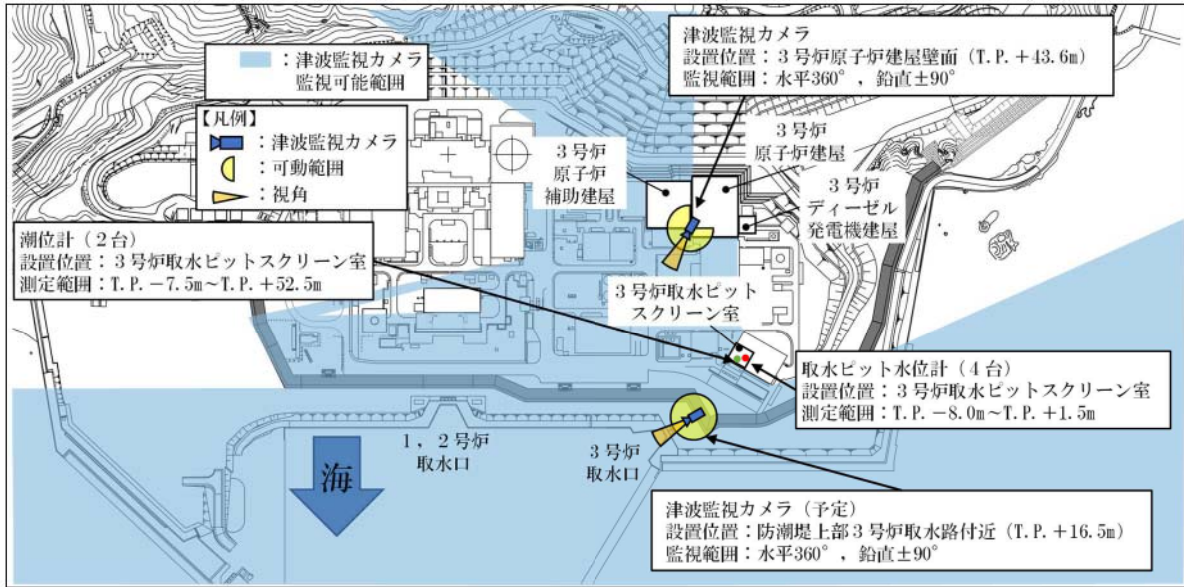 ：津波監視カメラ
監視可能範囲
【凡例】
：津波監視カメラ
：可動範囲
：視角
津波監視カメラ
設置位置：3号炉原子炉建屋壁面（T.P.＋43.6m）
監視範囲：水平360°，鉛直±90°
3号炉
原子炉
補助建屋
3号炉
原子炉建屋
3号炉
ディーゼル
発電機建屋
潮位計（2台）
設置位置：3号炉取水ピットスクリーン室
測定範囲：T.P.－7.5m～T.P.＋52.5m
3号炉取水ピット
スクリーン室
取水ピット水位計（4台）
設置位置：3号炉取水ピットスクリーン室
測定範囲：T.P.－8.0m～T.P.＋1.5m
海
1，2号炉
取水口
3号炉
取水口
津波監視カメラ（予定）
設置位置：防潮堤上部3号炉取水路付近（T.P.＋16.5m）
監視範囲：水平360°，鉛直±90°